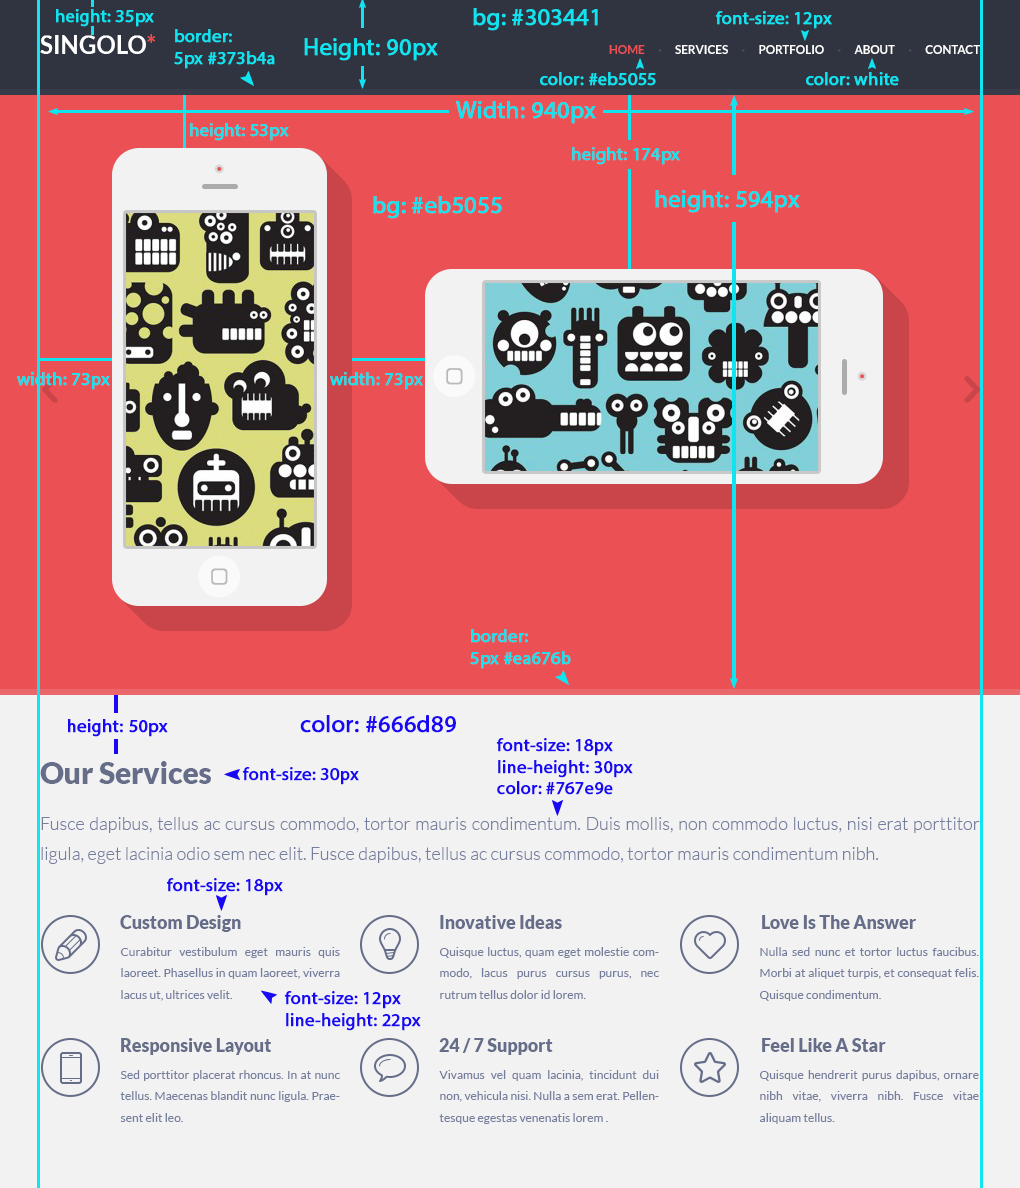 height: 35px
SINGOLO*
border:
5px #373b4a
Height: 90px
bg: #303441
font-size: 12px
HOME · SERVICES · PORTFOLIO · ABOUT · CONTACT
color: #eb5055
color: white
Width: 940px
height: 53px
height: 174px
bg: #eb5055
height: 594px
width: 73px
width: 73px
border:
5px #ea676b
height: 50px
color: #666d89
Our Services
font-size: 30px
font-size: 18px
line-height: 30px
color: #767e9e
Fusce dapibus, tellus ac cursus commodo, tortor mauris condimentum. Duis mollis, non commodo luctus, nisi erat porttitor
ligula, eget lacinia odio sem nec elit. Fusce dapibus, tellus ac cursus commodo, tortor mauris condimentum nibh.
font-size: 18px
Custom Design
Curabitur vestibulum eget mauris quis
laoreet. Phasellus in quam laoreet, viverra
lacus ut, ultrices velit.
font-size: 12px
line-height: 22px
Inovative Ideas
Quisque luctus, quam eget molestie com-
modo, lacus purus cursus purus, nec
rutrum tellus dolor id lorem.
Love Is The Answer
Nulla sed nunc et tortor luctus faucibus.
Morbi at aliquet turpis, et consequat felis.
Quisque condimentum.
Responsive Layout
Sed porttitor placerat rhoncus. In at nunc
tellus. Maecenas blandit nunc ligula. Prae-
sent elit leo.
24 / 7 Support
Vivamus vel quam lacinia, tincidunt dui
non, vehicula nisi. Nulla a sem erat. Pellen-
tesque egestas venenatis lorem .
Feel Like A Star
Quisque hendrerit purus dapibus, ornare
nibh vitae, viverra nibh. Fusce vitae
aliquam tellus.